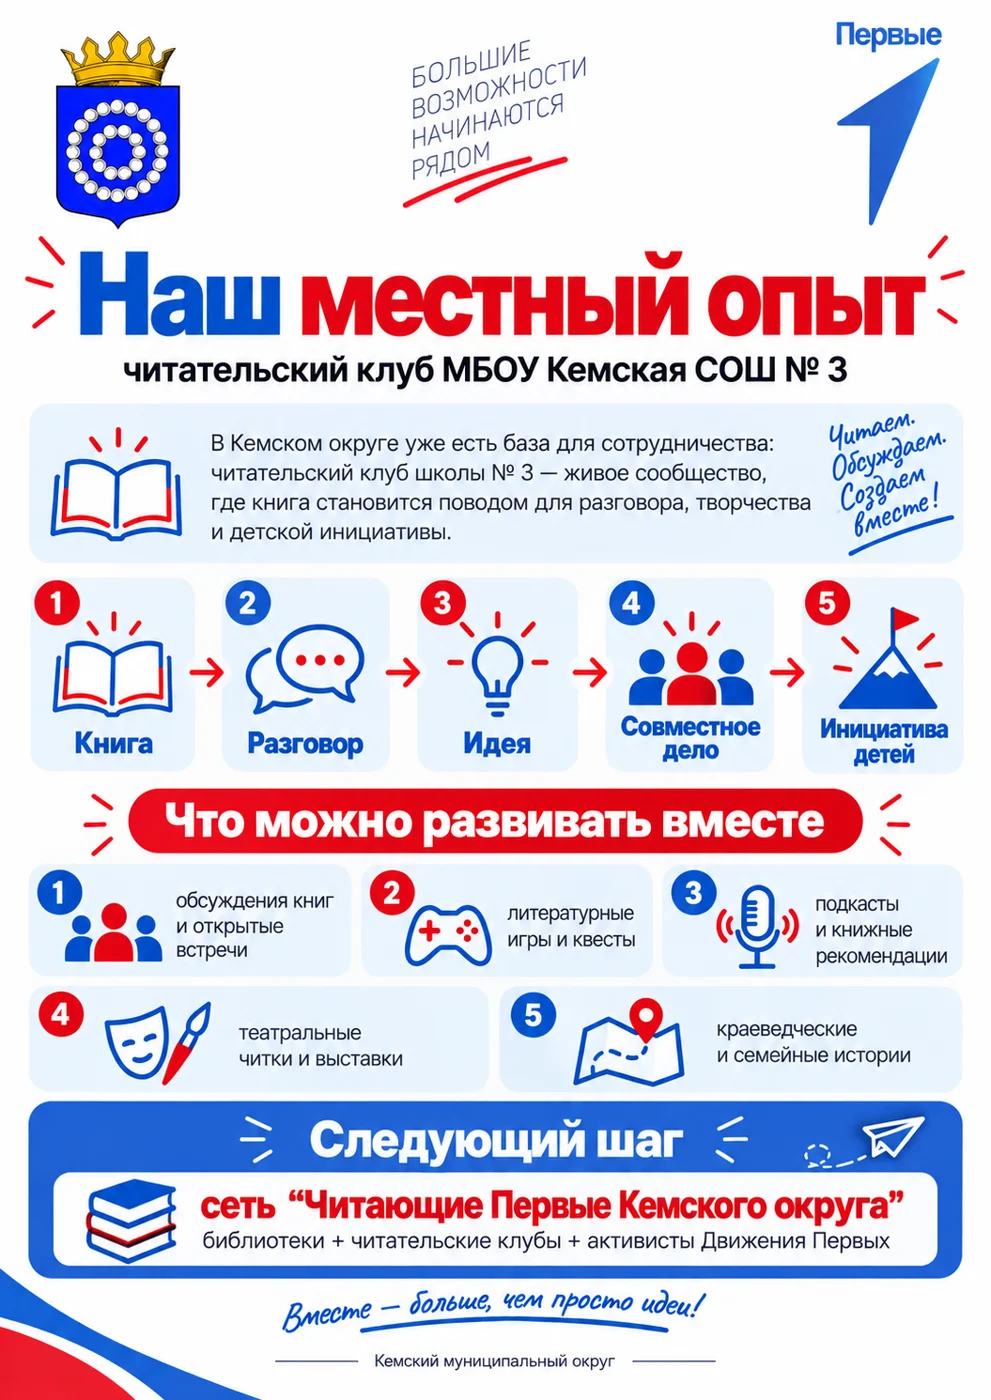 Первые
БОЛЬШИЕ
ВОЗМОЖНОСТИ
НАЧИНАЮТСЯ
РЯДОМ
Наш местный опыт
читательский клуб МБОУ Кемская СОШ № 3
В Кемском округе уже есть база для сотрудничества:
читательский клуб школы № 3 — живое сообщество,
где книга становится поводом для разговора, творчества
и детской инициативы.
Читаем.
Обсуждаем.
Создаем
вместе!
1
Книга
2
Разговор
3
Идея
4
Совместное
дело
5
Инициатива
детей
Что можно развивать вместе
1
обсуждения книг
и открытые
встречи
2
литературные
игры и квесты
3
подкасты
и книжные
рекомендации
4
театральные
читки и выставки
5
краеведческие
и семейные истории
Следующий шаг
сеть “Читающие Первые Кемского округа”
библиотеки + читательские клубы + активисты Движения Первых
Вместе — больше, чем просто идеи!
Кемский муниципальный округ